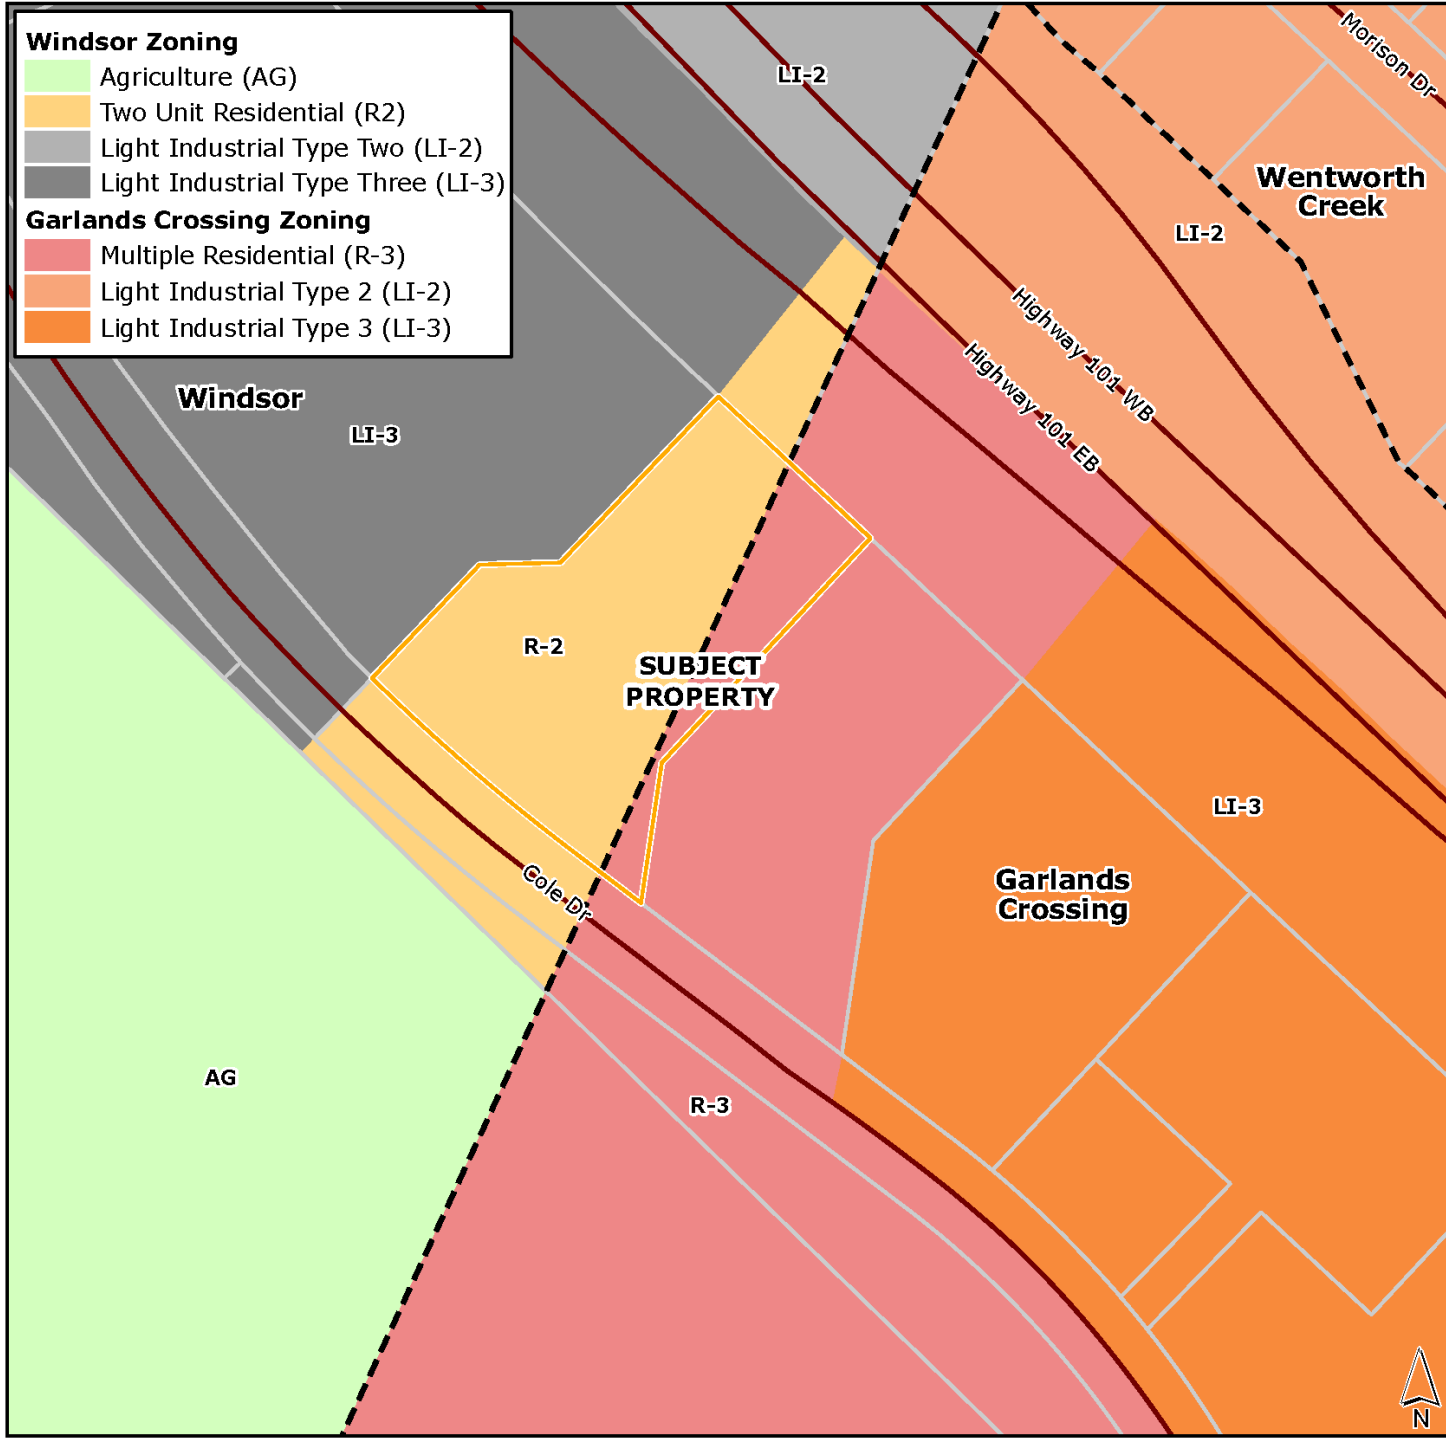 Windsor Zoning
Agriculture (AG)
Two Unit Residential (R2)
Light Industrial Type Two (LI-2)
Light Industrial Type Three (LI-3)
Garlands Crossing Zoning
Multiple Residential (R-3)
Light Industrial Type 2 (LI-2)
Light Industrial Type 3 (LI-3)
Morison Dr
LI-2
Wentworth
Creek
LI-2
Highway 101 WB
Highway 101 EB
Windsor
LI-3
R-2
SUBJECT
PROPERTY
LI-3
Garlands
Crossing
Cole Dr
AG
R-3
N